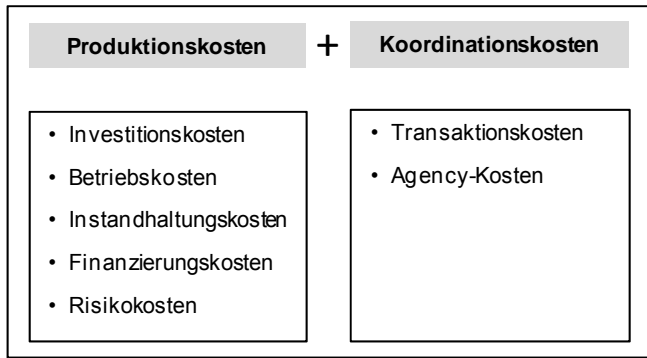 Produktionskosten + Koordinationskosten
• Investitionskosten
• Betriebskosten
• Instandhaltungskosten
• Finanzierungskosten
• Risikokosten
• Transaktionskosten
• Agency-Kosten